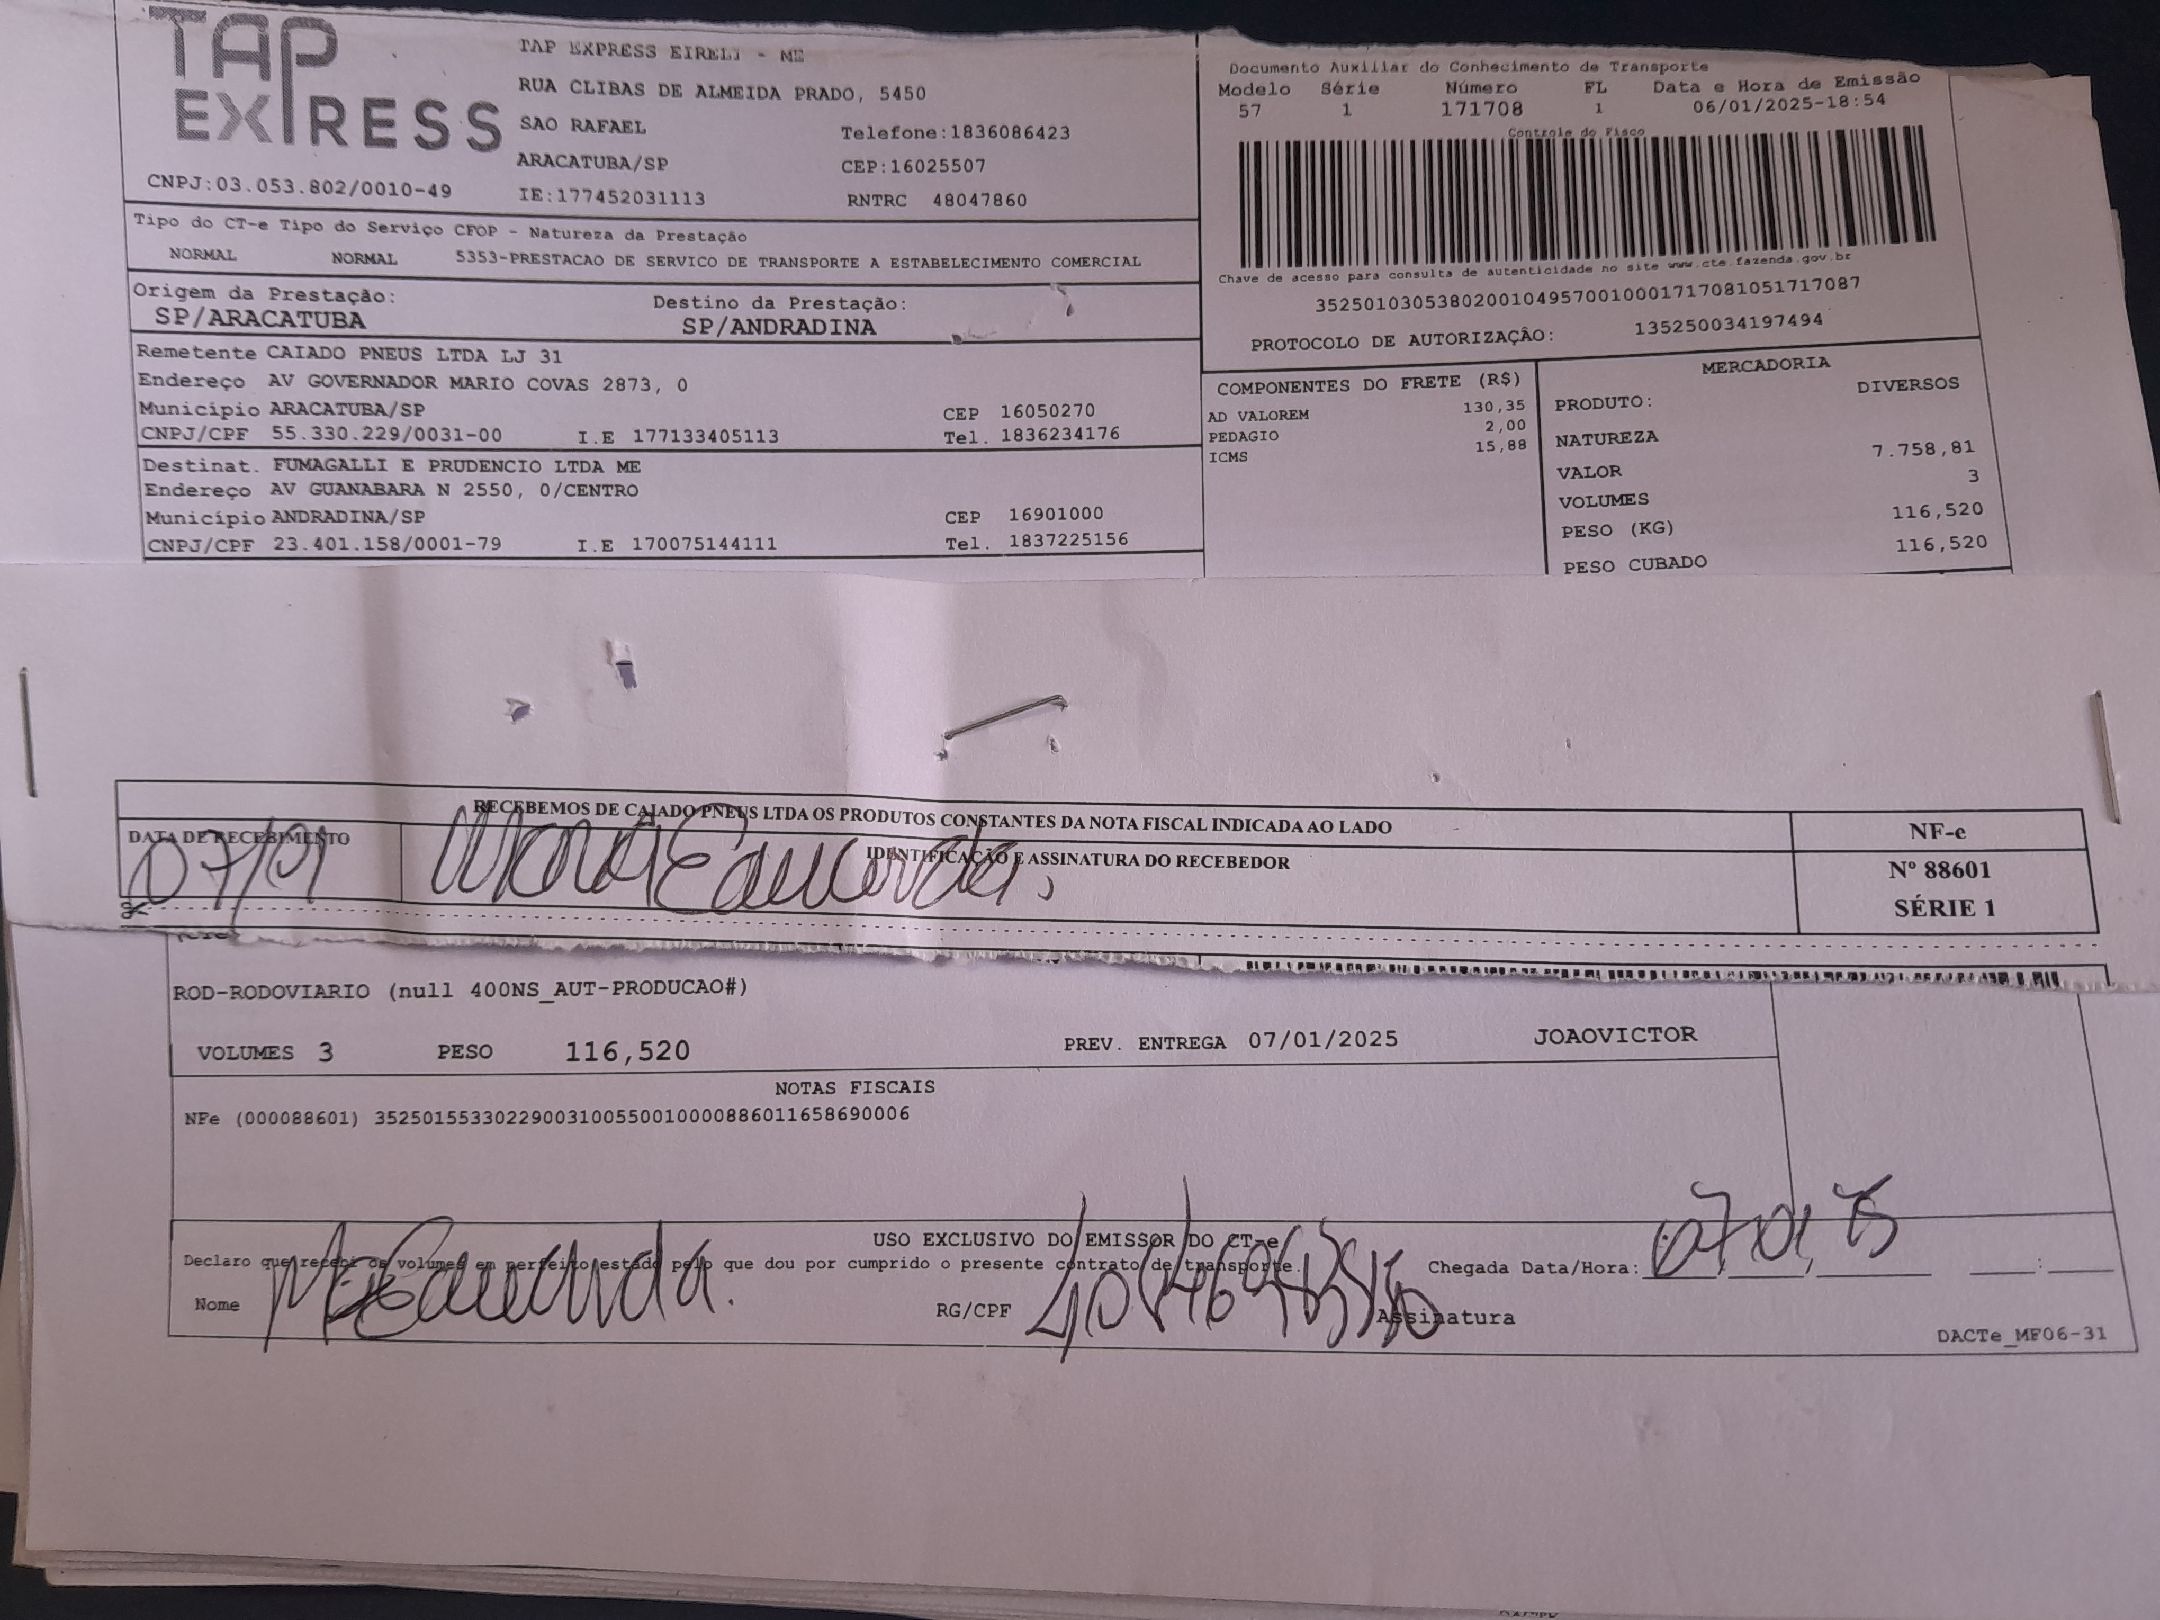 TAP EXPRESS
TAP EXPRESS EIRELI - ME
RUA CLIBAS DE ALMEIDA PRADO, 5450
SAO RAFAEL Telefone:1836086423
ARACATUBA/SP CEP:16025507
CNPJ:03.053.802/0010-49 IE:177452031113 RNTRC 48047860
Tipo do CT-e Tipo do Serviço CFOP - Natureza da Prestação
NORMAL NORMAL 5353-PRESTACAO DE SERVICO DE TRANSPORTE A ESTABELECIMENTO COMERCIAL
Origem da Prestação: Destino da Prestação:
SP/ARACATUBA SP/ANDRADINA
Remetente CAIADO PNEUS LTDA LJ 31
Endereço AV GOVERNADOR MARIO COVAS 2873, 0
Município ARACATUBA/SP CEP 16050270
CNPJ/CPF 55.330.229/0031-00 I.E 177133405113 Tel. 1836234176
Destinat. FUMAGALLI E PRUDENCIO LTDA ME
Endereço AV GUANABARA N 2550, 0/CENTRO
Município ANDRADINA/SP CEP 16901000
CNPJ/CPF 23.401.158/0001-79 I.E 170075144111 Tel. 1837225156
Documento Auxiliar do Conhecimento de Transporte
Modelo Série Número FL Data e Hora de Emissão
57 1 171708 1 06/01/2025-18:54
Controle do Fisco
Chave de acesso para consulta de autenticidade no site www.cte.fazenda.gov.br
35250103053802001049570010001717081051717087
PROTOCOLO DE AUTORIZAÇÃO: 135250034197494
COMPONENTES DO FRETE (R$)
AD VALOREM 130,35
PEDAGIO 2,00
ICMS 15,88
MERCADORIA
PRODUTO: DIVERSOS
NATUREZA
VALOR 7.758,81
VOLUMES 3
PESO (KG) 116,520
PESO CUBADO 116,520
RECEBEMOS DE CAIADO PNEUS LTDA OS PRODUTOS CONSTANTES DA NOTA FISCAL INDICADA AO LADO
DATA DE RECEBIMENTO IDENTIFICAÇÃO E ASSINATURA DO RECEBEDOR
07/01 Maria Eduarda.
NF-e
Nº 88601
SÉRIE 1
ROD-RODOVIARIO (null 400NS_AUT-PRODUCAO#)
VOLUMES 3 PESO 116,520 PREV. ENTREGA 07/01/2025 JOAOVICTOR
NOTAS FISCAIS
NFe (000088601) 35250155330229003100550010000886011658690006
USO EXCLUSIVO DO EMISSOR DO CT-e
Declaro que recebi os volumes em perfeito estado pelo que dou por cumprido o presente contrato de transporte. Chegada Data/Hora: 07 01 25 :
Nome Mª Eduarda. RG/CPF Assinatura
DACTe_MF06-31